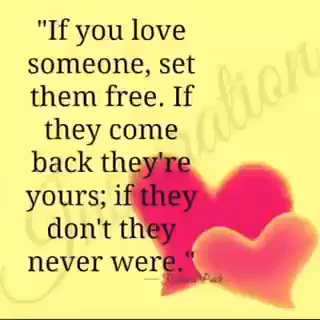 "If you love
someone, set
them free. If
they come
back they're
yours; if they
don't they
never were."